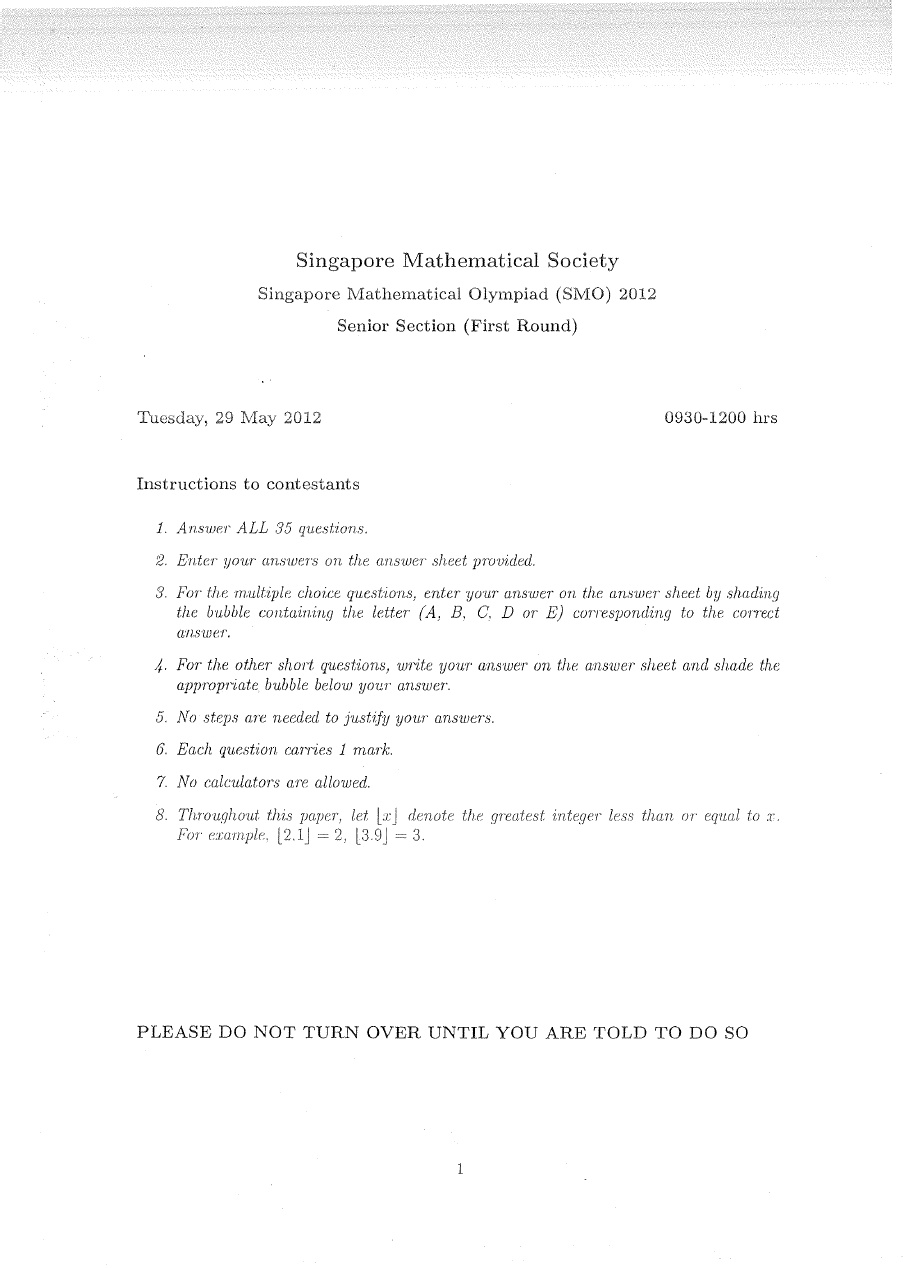 Singapore Mathematical Society
Singapore Mathematical Olympiad (SMO) 2012
Senior Section (First Round)
Tuesday, 29 May 2012 0930-1200 hrs
Instructions to contestants
1. Answer ALL 35 questions.
2. Enter your answers on the answer sheet provided.
3. For the multiple choice questions, enter your answer on the answer sheet by shading
the bubble containing the letter (A, B, C, D or E) corresponding to the correct
answer.
4. For the other short questions, write your answer on the answer sheet and shade the
appropriate bubble below your answer.
5. No steps are needed to justify your answers.
6. Each question carries 1 mark.
7. No calculators are allowed.
8. Throughout this paper, let ⌊x⌋ denote the greatest integer less than or equal to x.
For example, ⌊2.1⌋ = 2, ⌊3.9⌋ = 3.
PLEASE DO NOT TURN OVER UNTIL YOU ARE TOLD TO DO SO
1